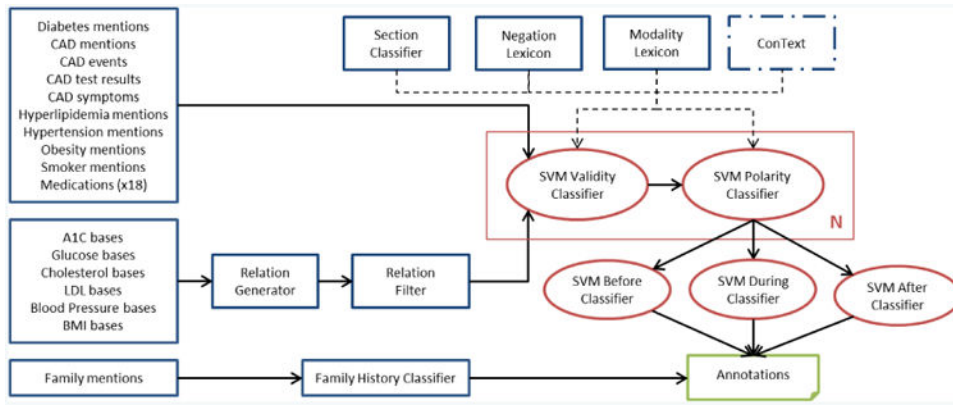 Diabetes mentions
CAD mentions
CAD events
CAD test results
CAD symptoms
Hyperlipidemia mentions
Hypertension mentions
Obesity mentions
Smoker mentions
Medications (x18)
Section
Classifier
Negation
Lexicon
Modality
Lexicon
ConText
SVM Validity
Classifier
SVM Polarity
Classifier
N
A1C bases
Glucose bases
Cholesterol bases
LDL bases
Blood Pressure bases
BMI bases
Relation
Generator
Relation
Filter
SVM Before
Classifier
SVM During
Classifier
SVM After
Classifier
Family mentions
Family History Classifier
Annotations